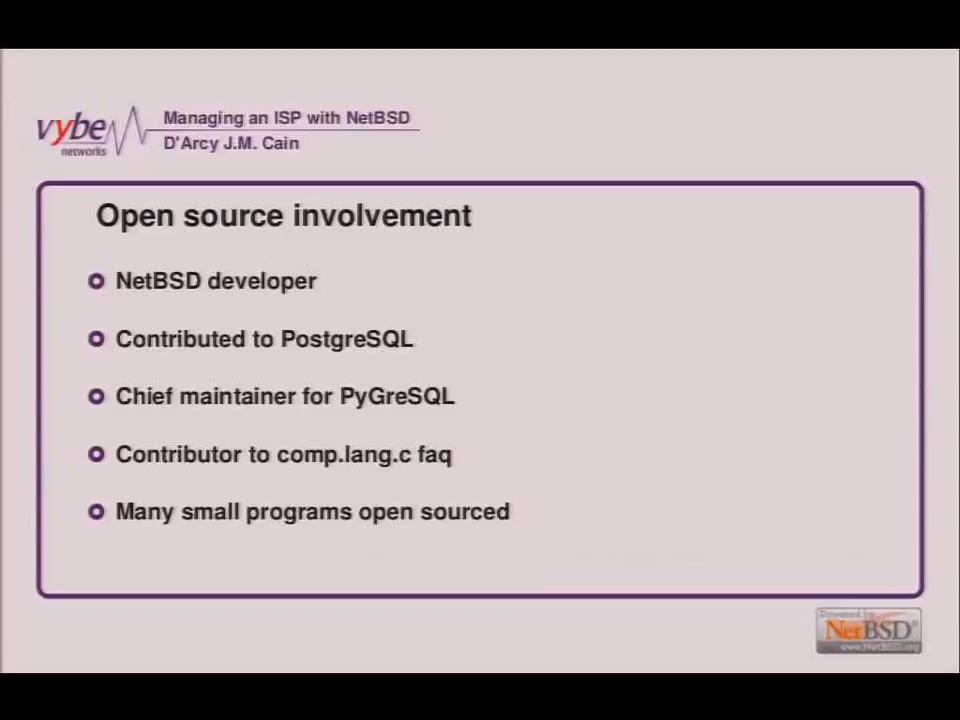 vybe
networks
Managing an ISP with NetBSD
D'Arcy J.M. Cain
Open source involvement
NetBSD developer
Contributed to PostgreSQL
Chief maintainer for PyGreSQL
Contributor to comp.lang.c faq
Many small programs open sourced
Powered by
NetBSD®
www.NetBSD.org